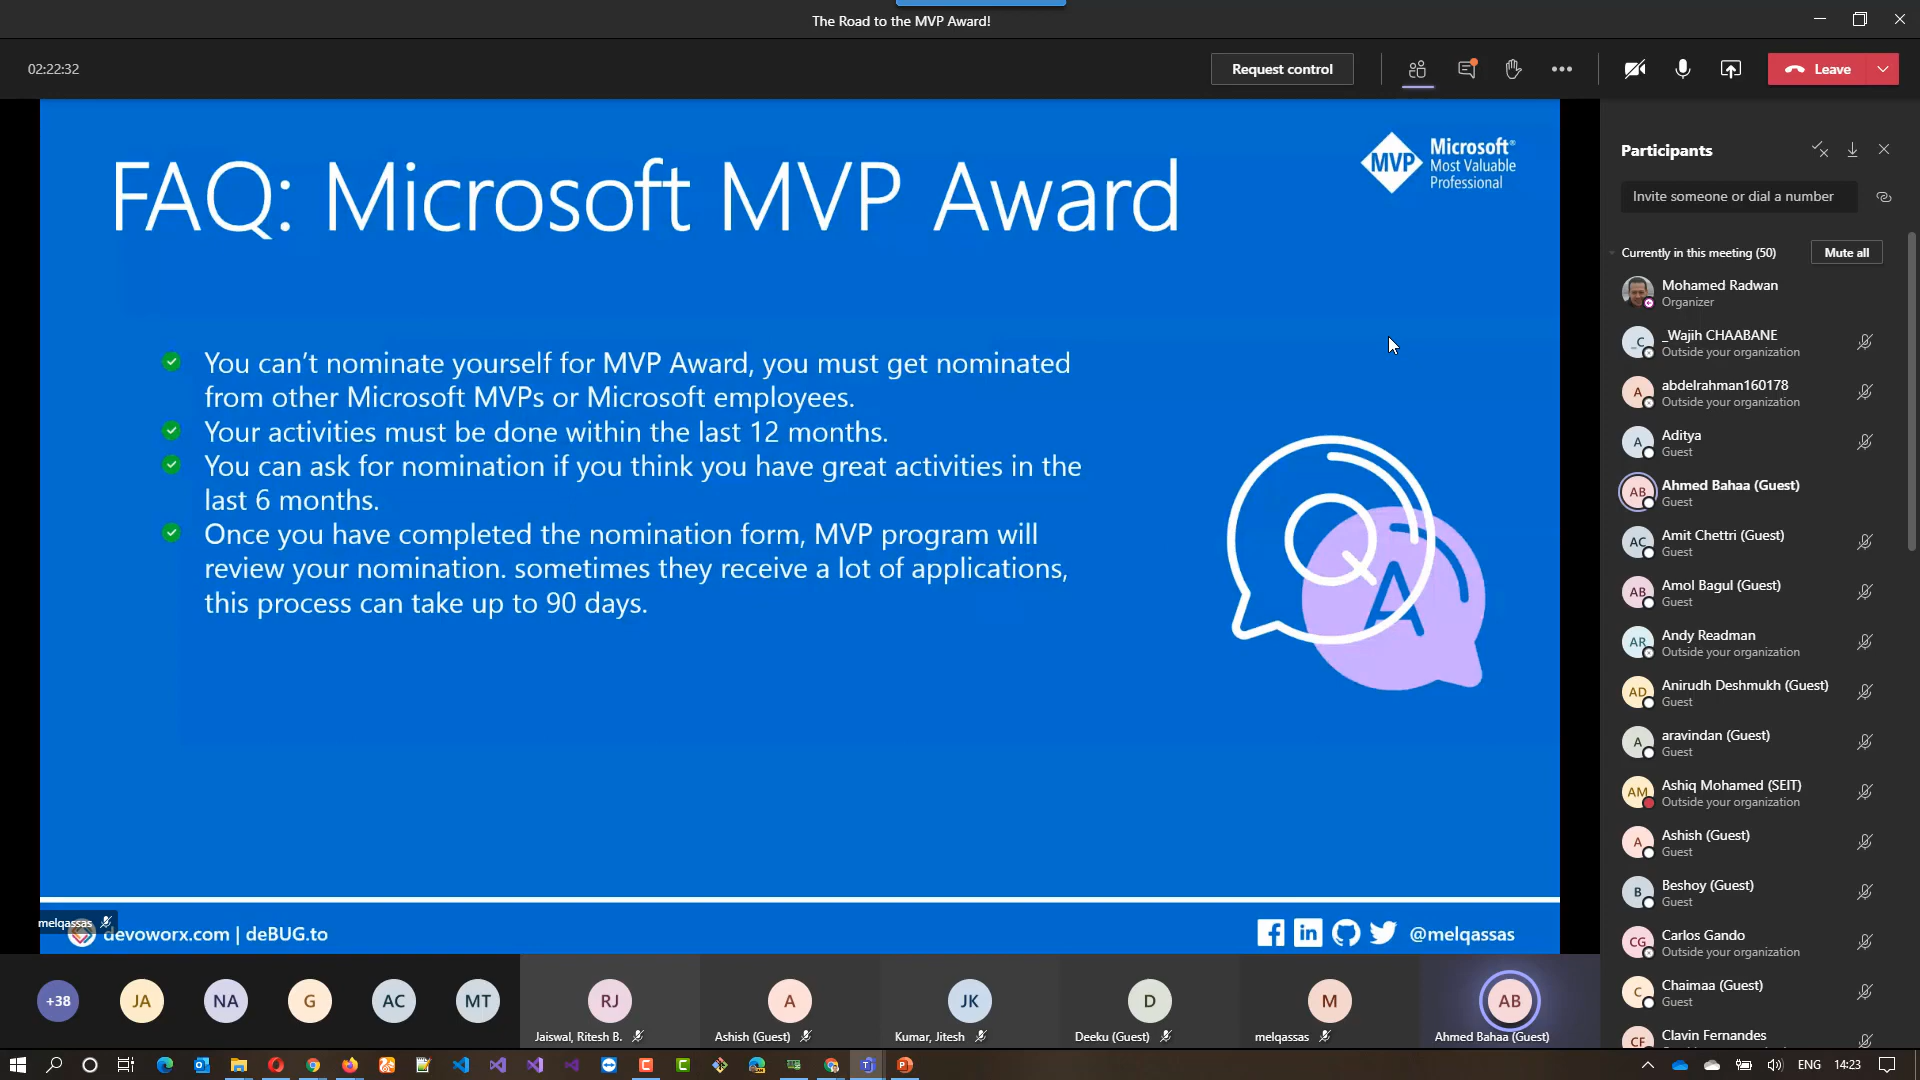 The Road to the MVP Award!
02:22:32
Request control
Leave
FAQ: Microsoft MVP Award
MVP
Microsoft®
Most Valuable
Professional
You can’t nominate yourself for MVP Award, you must get nominated
from other Microsoft MVPs or Microsoft employees.
Your activities must be done within the last 12 months.
You can ask for nomination if you think you have great activities in the
last 6 months.
Once you have completed the nomination form, MVP program will
review your nomination. sometimes they receive a lot of applications,
this process can take up to 90 days.
Q
A
melqassas
devoworx.com | deBUG.to
@melqassas
Participants
Invite someone or dial a number
Currently in this meeting (50)
Mute all
Mohamed Radwan
Organizer
_C
_Wajih CHAABANE
Outside your organization
A
abdelrahman160178
Outside your organization
A
Aditya
Guest
AB
Ahmed Bahaa (Guest)
Guest
AC
Amit Chettri (Guest)
Guest
AB
Amol Bagul (Guest)
Guest
AR
Andy Readman
Outside your organization
AD
Anirudh Deshmukh (Guest)
Guest
A
aravindan (Guest)
Guest
AM
Ashiq Mohamed (SEIT)
Outside your organization
A
Ashish (Guest)
Guest
B
Beshoy (Guest)
Guest
CG
Carlos Gando
Outside your organization
C
Chaimaa (Guest)
Guest
CF
Clavin Fernandes
+38
JA
NA
G
AC
MT
RJ
Jaiswal, Ritesh B.
A
Ashish (Guest)
JK
Kumar, Jitesh
D
Deeku (Guest)
M
melqassas
AB
Ahmed Bahaa (Guest)
ENG
14:23